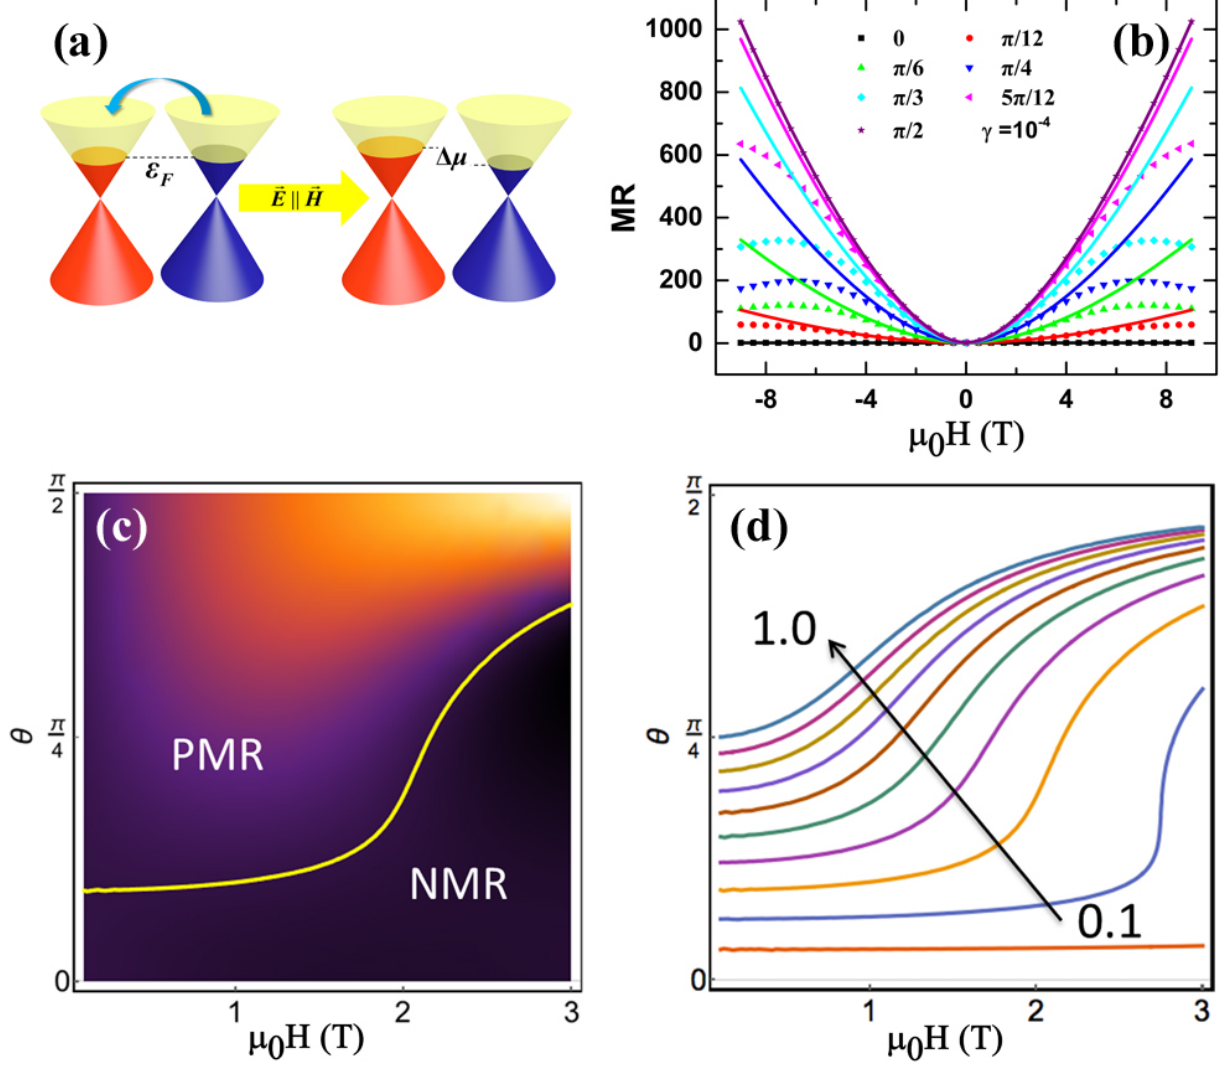 (a)
ε_F
E⃗ || H⃗
Δμ
(b)
MR
1000
800
600
400
200
0
0 π/12
π/6 π/4
π/3 5π/12
π/2 γ =10⁻⁴
-8 -4 0 4 8
μ₀H (T)
(c)
π/2
θ
π/4
0
PMR
NMR
1 2 3
μ₀H (T)
(d)
π/2
θ
π/4
0
1.0
0.1
1 2 3
μ₀H (T)